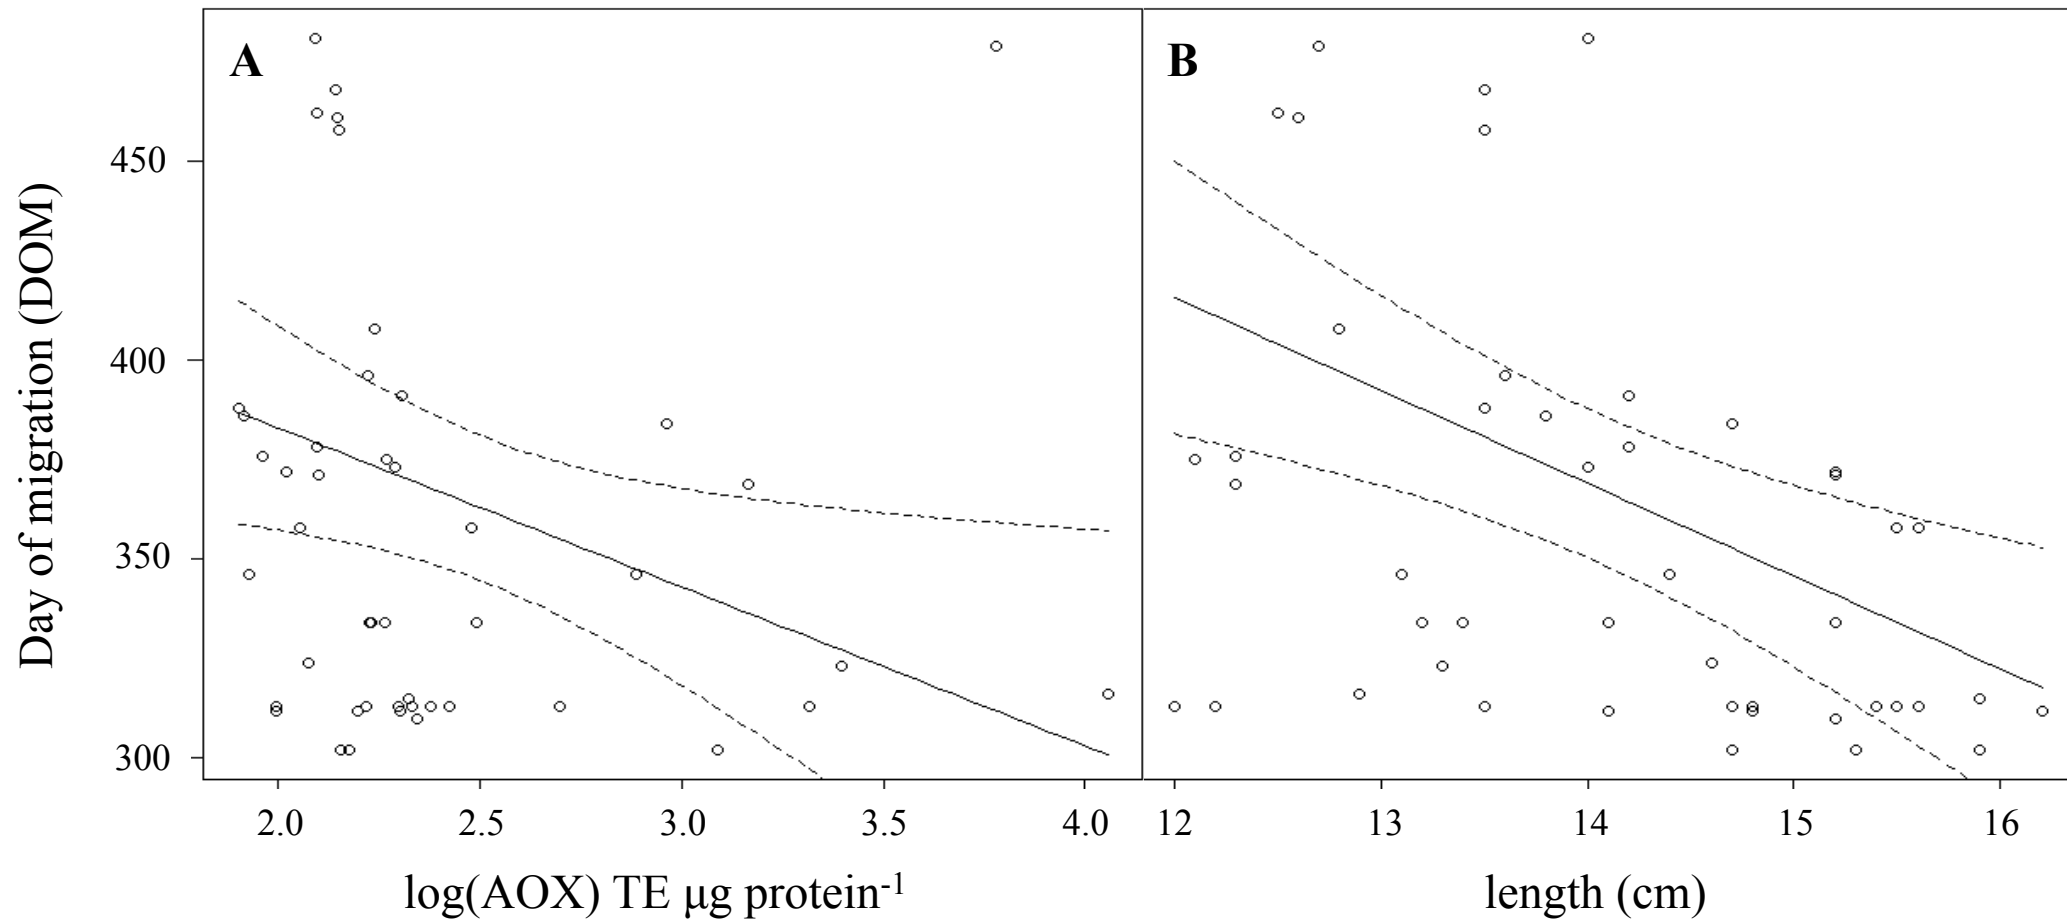 A
B
Day of migration (DOM)
450
400
350
300
2.0 2.5 3.0 3.5 4.0
12 13 14 15 16
log(AOX) TE μg protein⁻¹
length (cm)